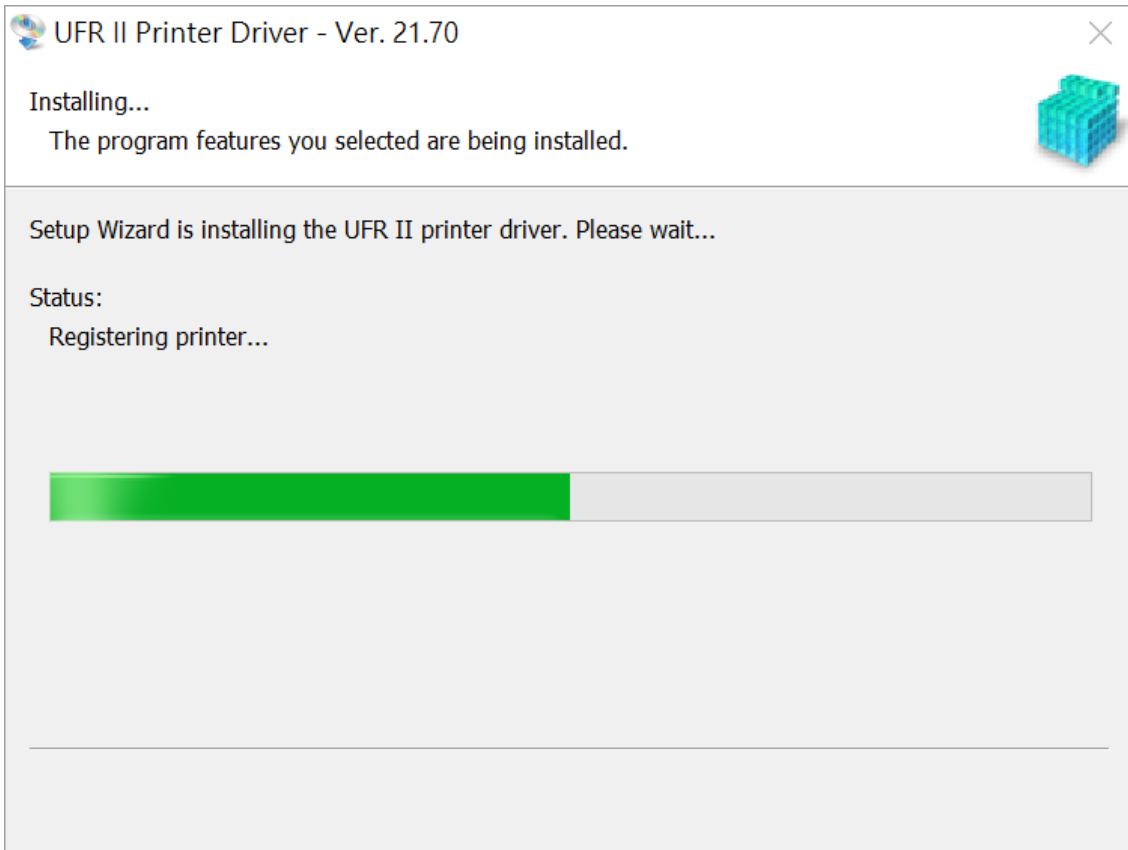 UFR II Printer Driver - Ver. 21.70
Installing...
The program features you selected are being installed.
Setup Wizard is installing the UFR II printer driver. Please wait...
Status:
Registering printer...